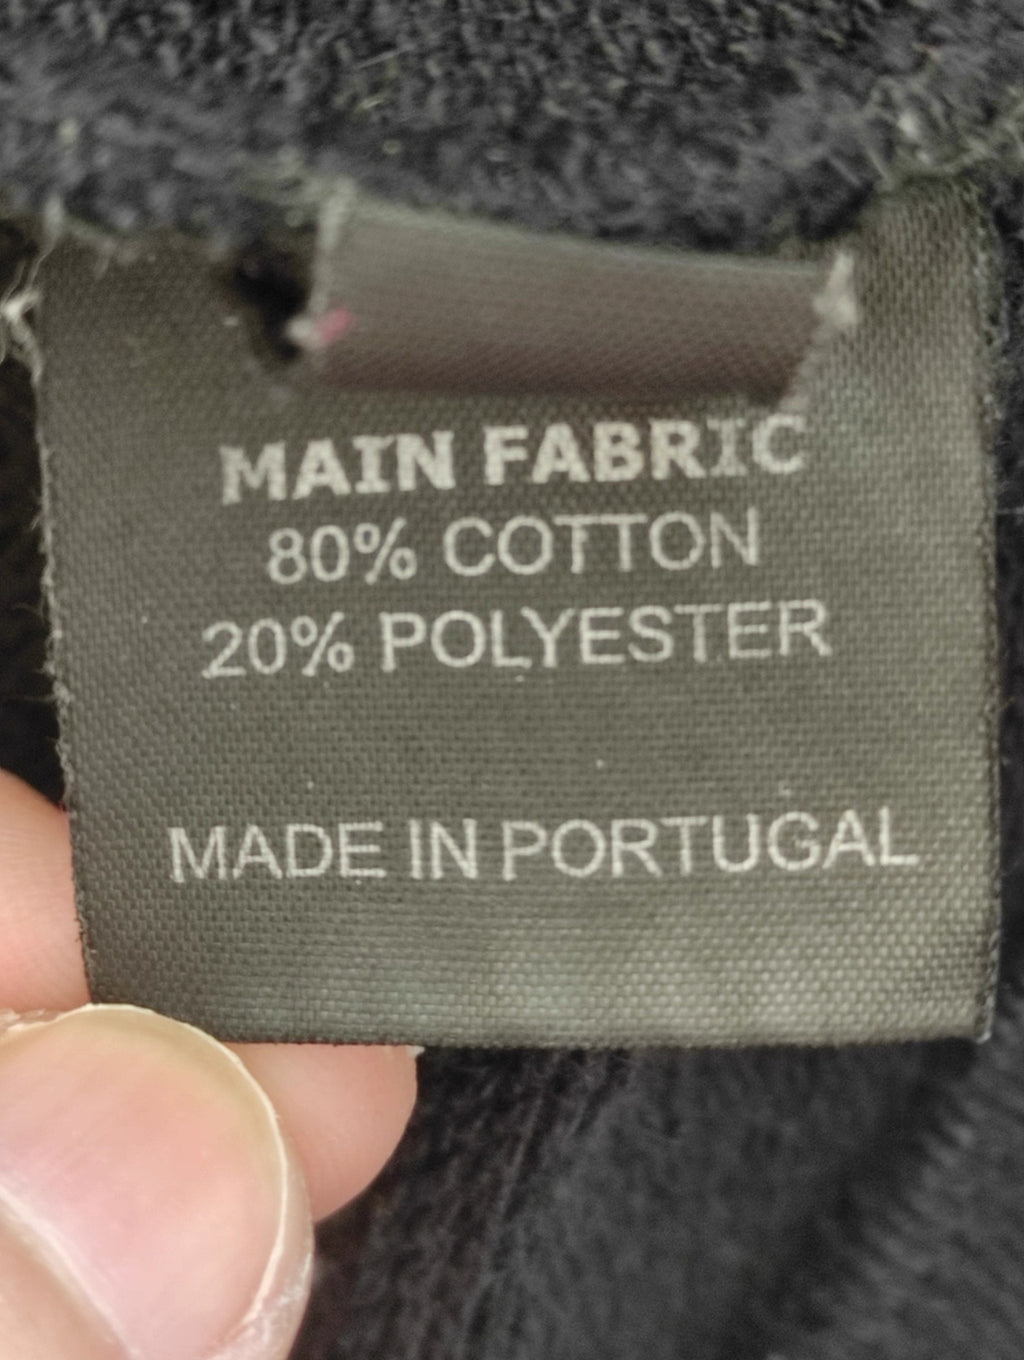 MAIN FABRIC
80% COTTON
20% POLYESTER
MADE IN PORTUGAL